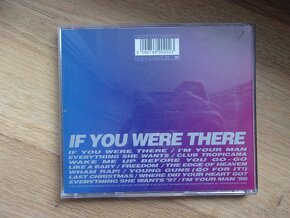 IF YOU WERE THERE
IF YOU WERE THERE / I'M YOUR MAN
EVERYTHING SHE WANTS / CLUB TROPICANA
WAKE ME UP BEFORE YOU GO-GO
LIKE A BABY / FREEDOM / THE EDGE OF HEAVEN
WHAM RAP! / YOUNG GUNS (GO FOR IT!)
LAST CHRISTMAS / WHERE DID YOUR HEART GO?
EVERYTHING SHE WANTS '97 / I'M YOUR MAN '96